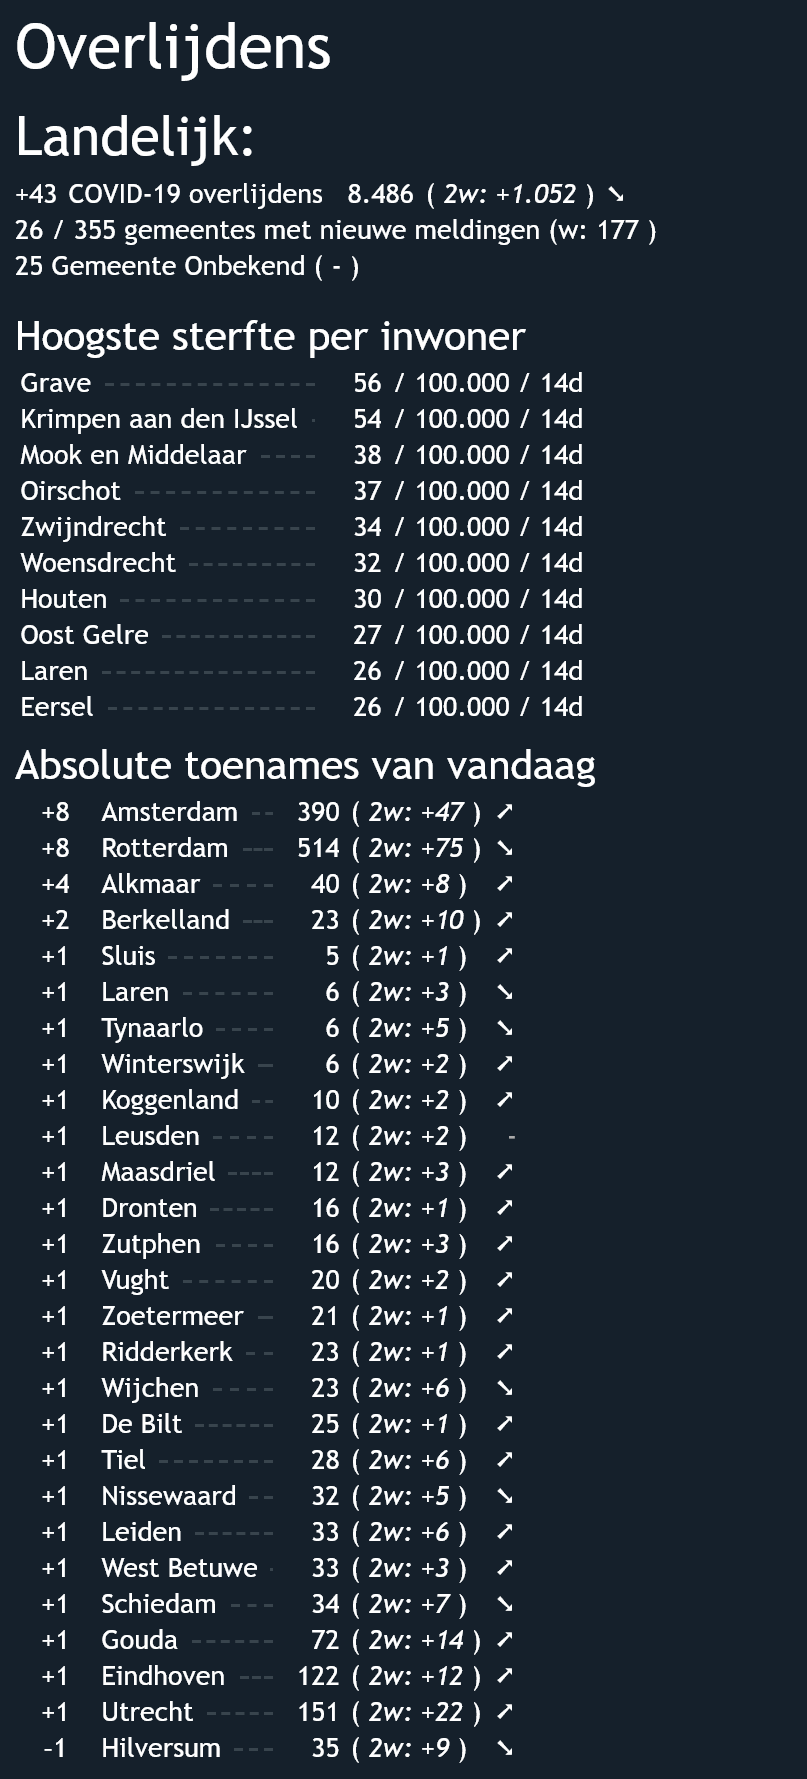 Overlijdens
Landelijk:
+43 COVID-19 overlijdens 8.486 ( 2w: +1.052 ) ➘
26 / 355 gemeentes met nieuwe meldingen (w: 177 )
25 Gemeente Onbekend ( - )
Hoogste sterfte per inwoner
Grave -------------- 56 / 100.000 / 14d
Krimpen aan den IJssel - 54 / 100.000 / 14d
Mook en Middelaar ---- 38 / 100.000 / 14d
Oirschot ------------ 37 / 100.000 / 14d
Zwijndrecht --------- 34 / 100.000 / 14d
Woensdrecht --------- 32 / 100.000 / 14d
Houten ------------- 30 / 100.000 / 14d
Oost Gelre ----------- 27 / 100.000 / 14d
Laren --------------- 26 / 100.000 / 14d
Eersel -------------- 26 / 100.000 / 14d
Absolute toenames van vandaag
+8 Amsterdam -- 390 ( 2w: +47 ) ➚
+8 Rotterdam --- 514 ( 2w: +75 ) ➘
+4 Alkmaar ---- 40 ( 2w: +8 ) ➚
+2 Berkelland --- 23 ( 2w: +10 ) ➚
+1 Sluis ------- 5 ( 2w: +1 ) ➚
+1 Laren ------ 6 ( 2w: +3 ) ➘
+1 Tynaarlo ---- 6 ( 2w: +5 ) ➘
+1 Winterswijk - 6 ( 2w: +2 ) ➚
+1 Koggenland -- 10 ( 2w: +2 ) ➚
+1 Leusden ---- 12 ( 2w: +2 ) -
+1 Maasdriel ---- 12 ( 2w: +3 ) ➚
+1 Dronten ----- 16 ( 2w: +1 ) ➚
+1 Zutphen ---- 16 ( 2w: +3 ) ➚
+1 Vught ------ 20 ( 2w: +2 ) ➚
+1 Zoetermeer - 21 ( 2w: +1 ) ➚
+1 Ridderkerk -- 23 ( 2w: +1 ) ➚
+1 Wijchen ---- 23 ( 2w: +6 ) ➘
+1 De Bilt ------ 25 ( 2w: +1 ) ➚
+1 Tiel -------- 28 ( 2w: +6 ) ➚
+1 Nissewaard -- 32 ( 2w: +5 ) ➘
+1 Leiden ------ 33 ( 2w: +6 ) ➚
+1 West Betuwe - 33 ( 2w: +3 ) ➚
+1 Schiedam --- 34 ( 2w: +7 ) ➘
+1 Gouda ------ 72 ( 2w: +14 ) ➚
+1 Eindhoven --- 122 ( 2w: +12 ) ➚
+1 Utrecht ----- 151 ( 2w: +22 ) ➚
-1 Hilversum --- 35 ( 2w: +9 ) ➘